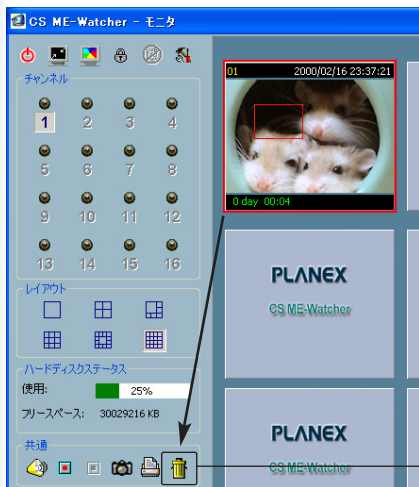 CS ME-Watcher - モニタ
チャンネル
1 2 3 4
5 6 7 8
9 10 11 12
13 14 15 16
レイアウト
ハードディスクステータス
使用: 25%
フリースペース: 30029216 KB
共通
01 2000/02/16 23:37:21
0 day 00:04
PLANEX
CS ME-Watcher
PLANEX
CS ME-Watcher